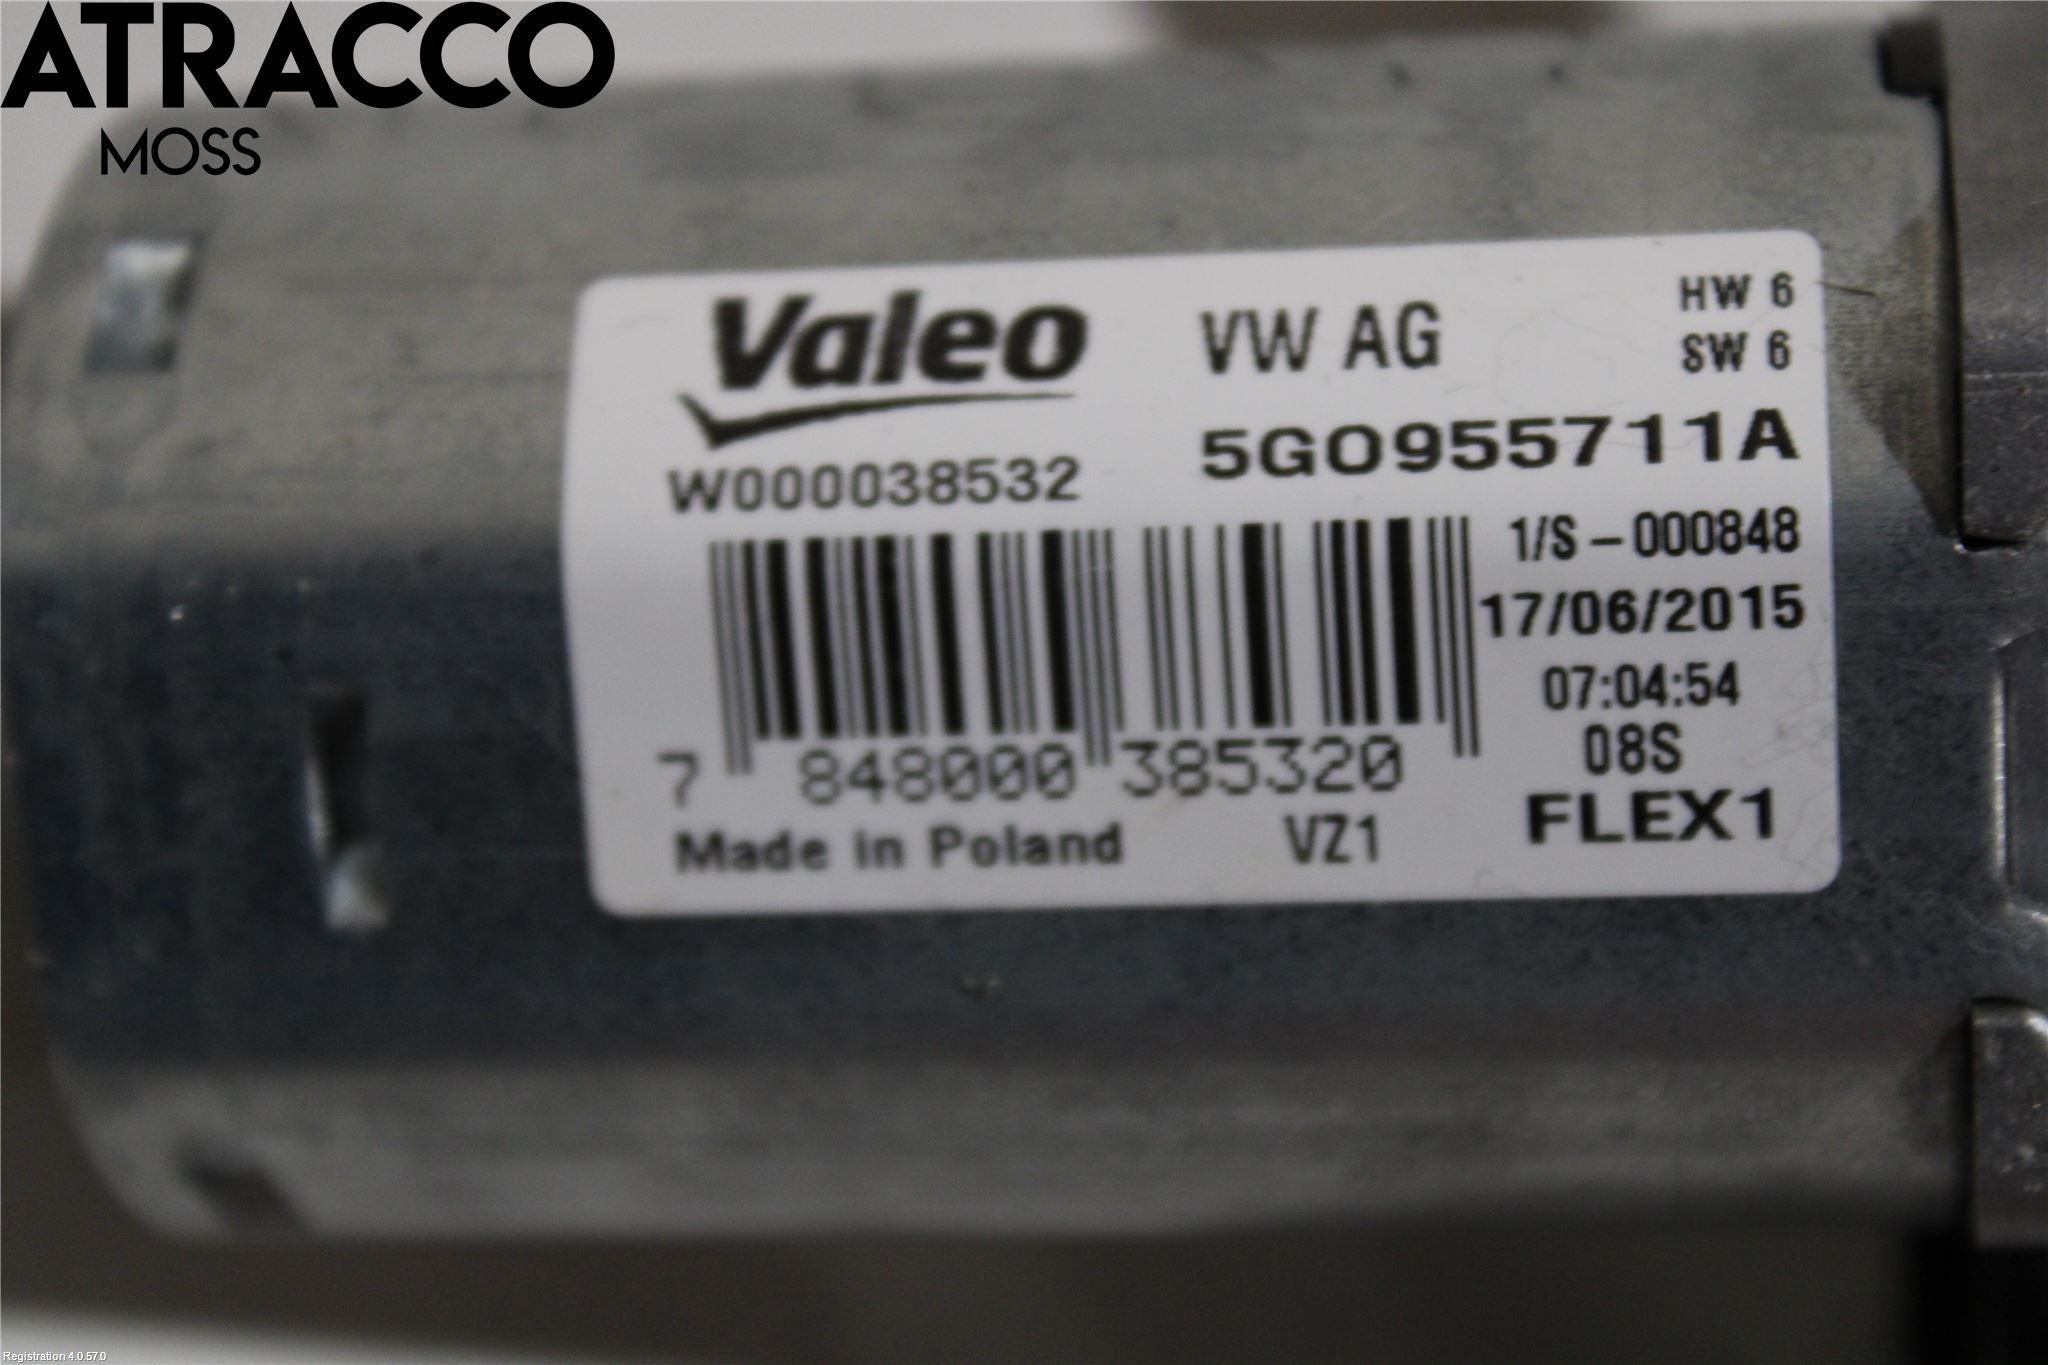 ATRACCO
MOSS
Valeo
VW AG
HW 6
SW 6
5G0955711A
W000038532
1/S - 000848
17/06/2015
07:04:54
08S
FLEX1
7 848000 385320
Made in Poland
VZ1
Registration 4.0.57.0